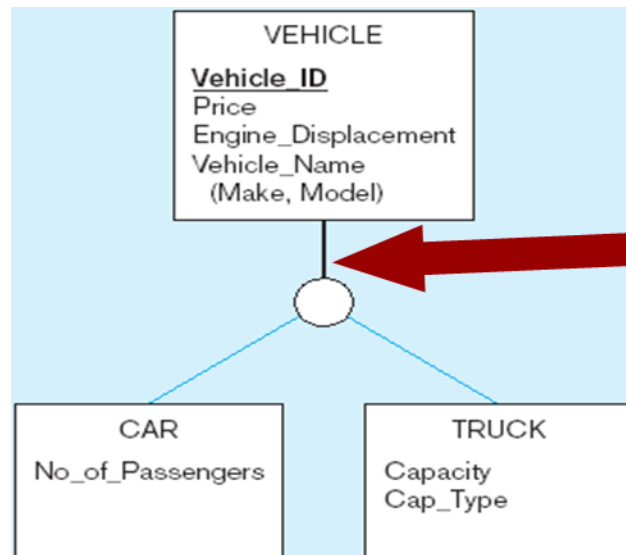 VEHICLE
Vehicle_ID
Price
Engine_Displacement
Vehicle_Name
(Make, Model)
CAR
No_of_Passengers
TRUCK
Capacity
Cap_Type